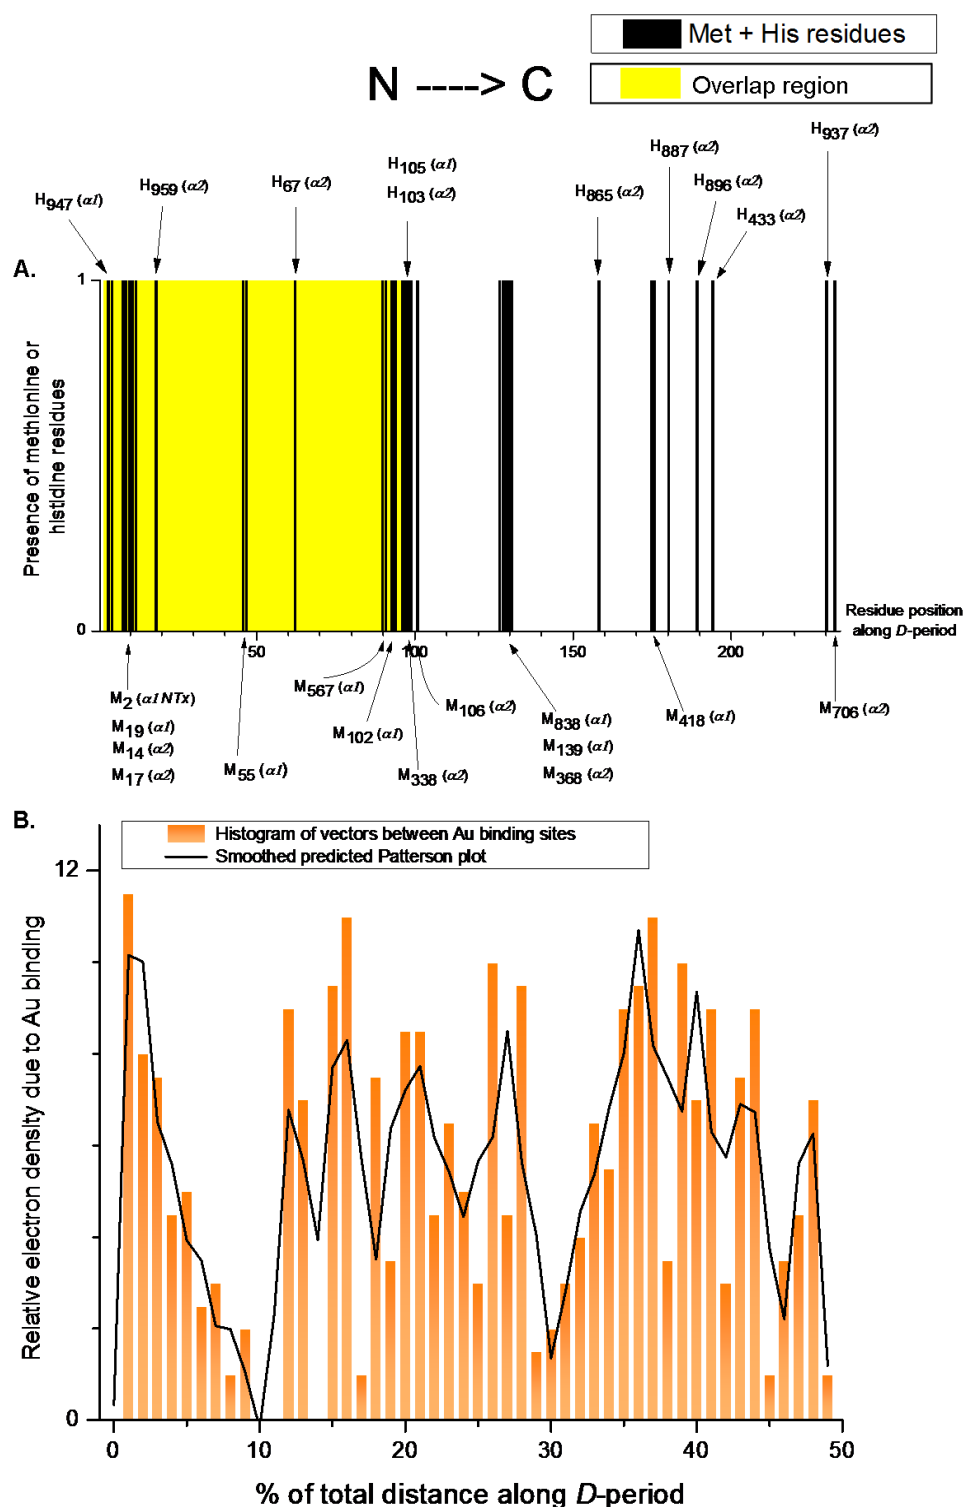 Met + His residues
N ----> C
Overlap region
H937 (α2)
H105 (α1)
H887 (α2)
H959 (α2)
H67 (α2)
H103 (α2)
H865 (α2)
H896 (α2)
H947 (α1)
H433 (α2)
A.
1
Presence of methionine or
histidine residues
0
50
100
150
200
Residue position
along D-period
M2 (α1 NTx)
M19 (α1)
M14 (α2)
M17 (α2)
M55 (α1)
M567 (α1)
M102 (α1)
M106 (α2)
M338 (α2)
M838 (α1)
M139 (α1)
M368 (α2)
M418 (α1)
M706 (α2)
B.
Histogram of vectors between Au binding sites
Smoothed predicted Patterson plot
12
Relative electron density due to Au binding
0
0 10 20 30 40 50
% of total distance along D-period